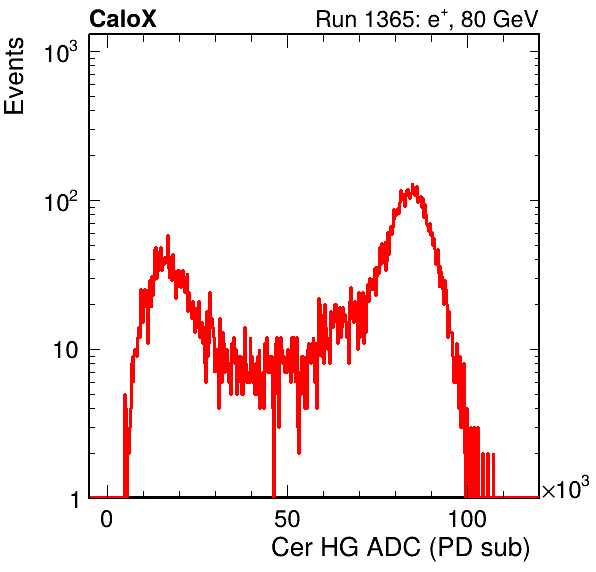 CaloX Run 1365: e⁺, 80 GeV
Events
10³
10²
10
1
0 50 100 ×10³
Cer HG ADC (PD sub)